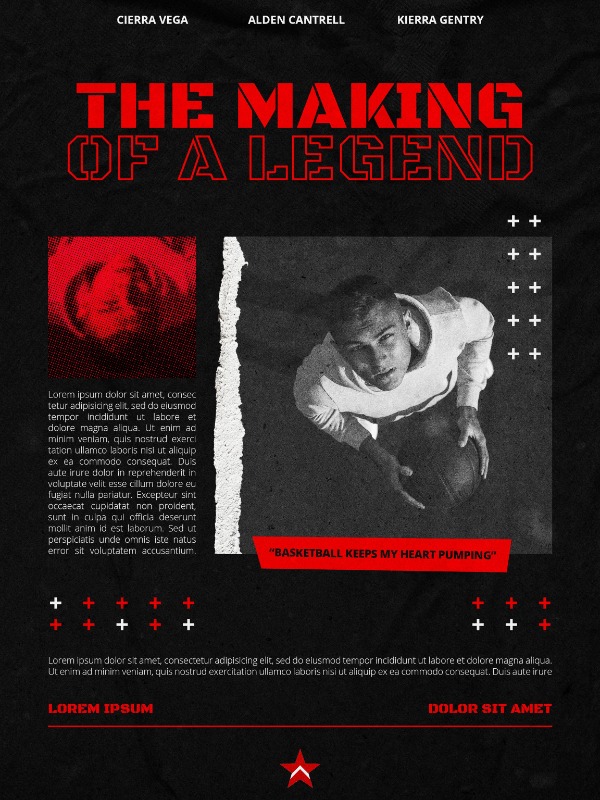 CIERRA VEGA ALDEN CANTRELL KIERRA GENTRY
THE MAKING
OF A LEGEND
Lorem ipsum dolor sit amet, consec
tetur adipisicing elit, sed do eiusmod
tempor incididunt ut labore et
dolore magna aliqua. Ut enim ad
minim veniam, quis nostrud exerci
tation ullamco laboris nisi ut aliquip
ex ea commodo consequat. Duis
aute irure dolor in reprehenderit in
voluptate velit esse cillum dolore eu
fugiat nulla pariatur. Excepteur sint
occaecat cupidatat non proident,
sunt in culpa qui officia deserunt
mollit anim id est laborum. Sed ut
perspiciatis unde omnis iste natus
error sit voluptatem accusantium.
"BASKETBALL KEEPS MY HEART PUMPING"
Lorem ipsum dolor sit amet, consectetur adipisicing elit, sed do eiusmod tempor incididunt ut labore et dolore magna aliqua.
Ut enim ad minim veniam, quis nostrud exercitation ullamco laboris nisi ut aliquip ex ea commodo consequat. Duis aute irure
LOREM IPSUM DOLOR SIT AMET